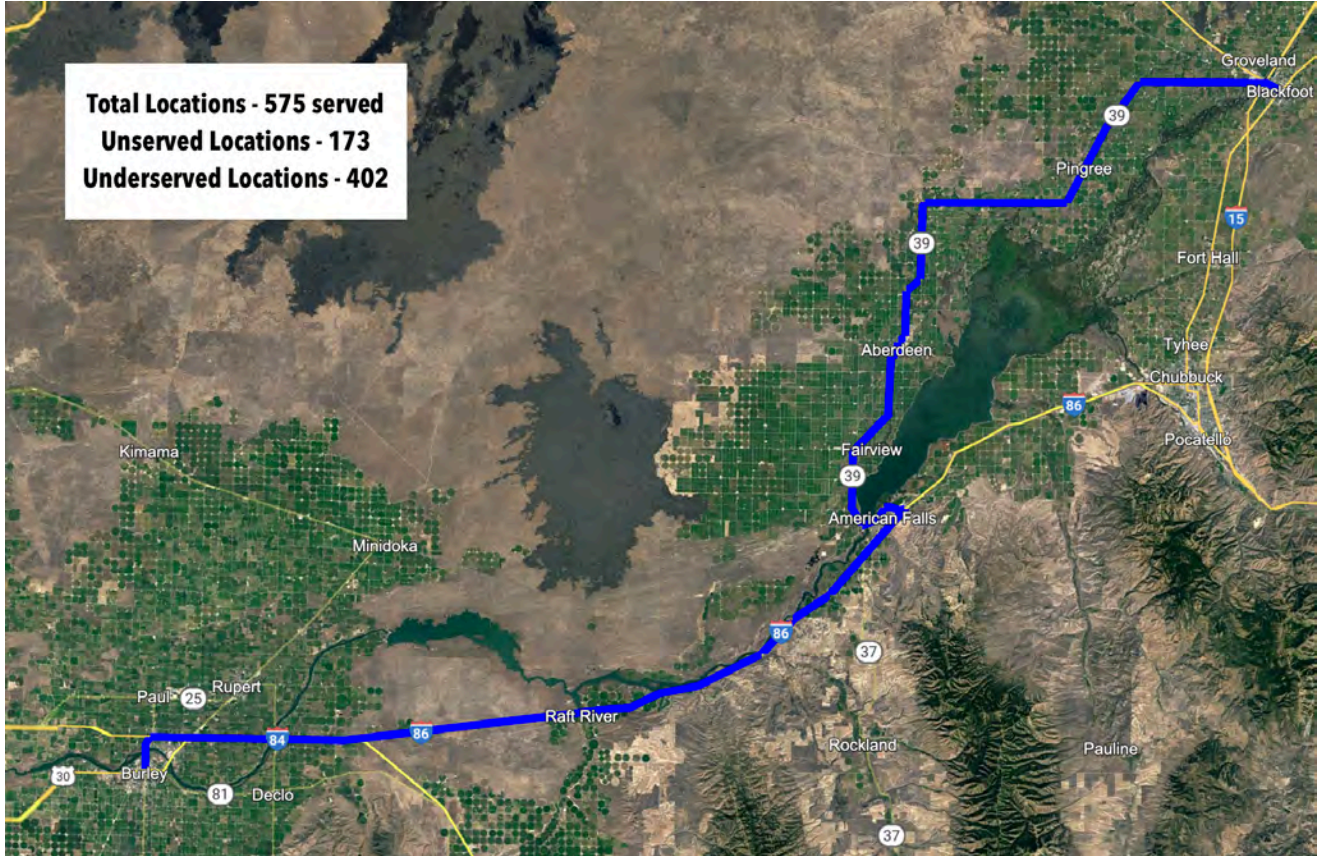 Total Locations - 575 served
Unserved Locations - 173
Underserved Locations - 402
Groveland
Blackfoot
39
Pingree
15
39
Fort Hall
Aberdeen
Tyhee
Chubbuck
86
Fairview
Pocatello
Kimama
39
American Falls
Minidoka
86
37
Rupert
Paul
25
Raft River
86
84
Rockland
Pauline
Burley
30
81
Declo
37